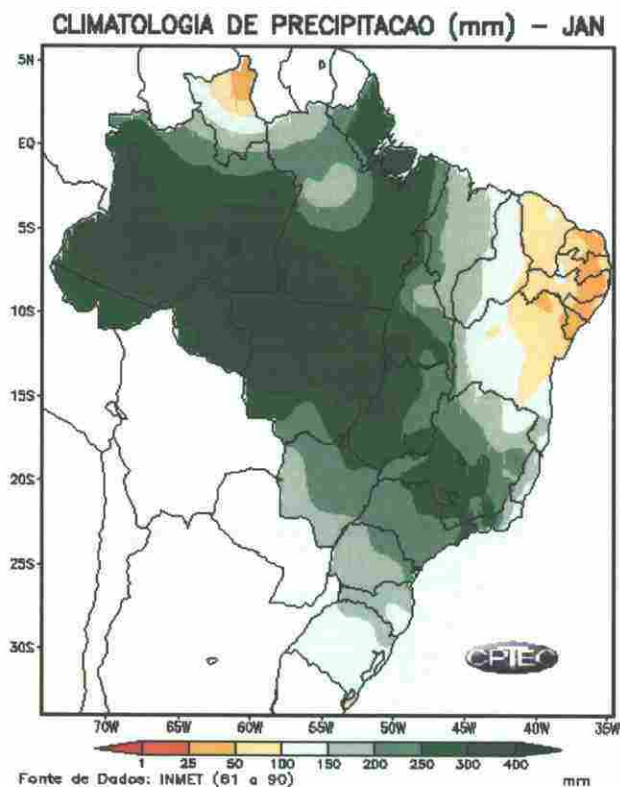 CLIMATOLOGIA DE PRECIPITACAO (mm) – JAN
5N
EQ
5S
10S
15S
20S
25S
30S
CPTEC
70W 65W 60W 55W 50W 45W 40W 35W
1 25 50 100 150 200 250 300 400
Fonte de Dados: INMET (61 a 90) mm